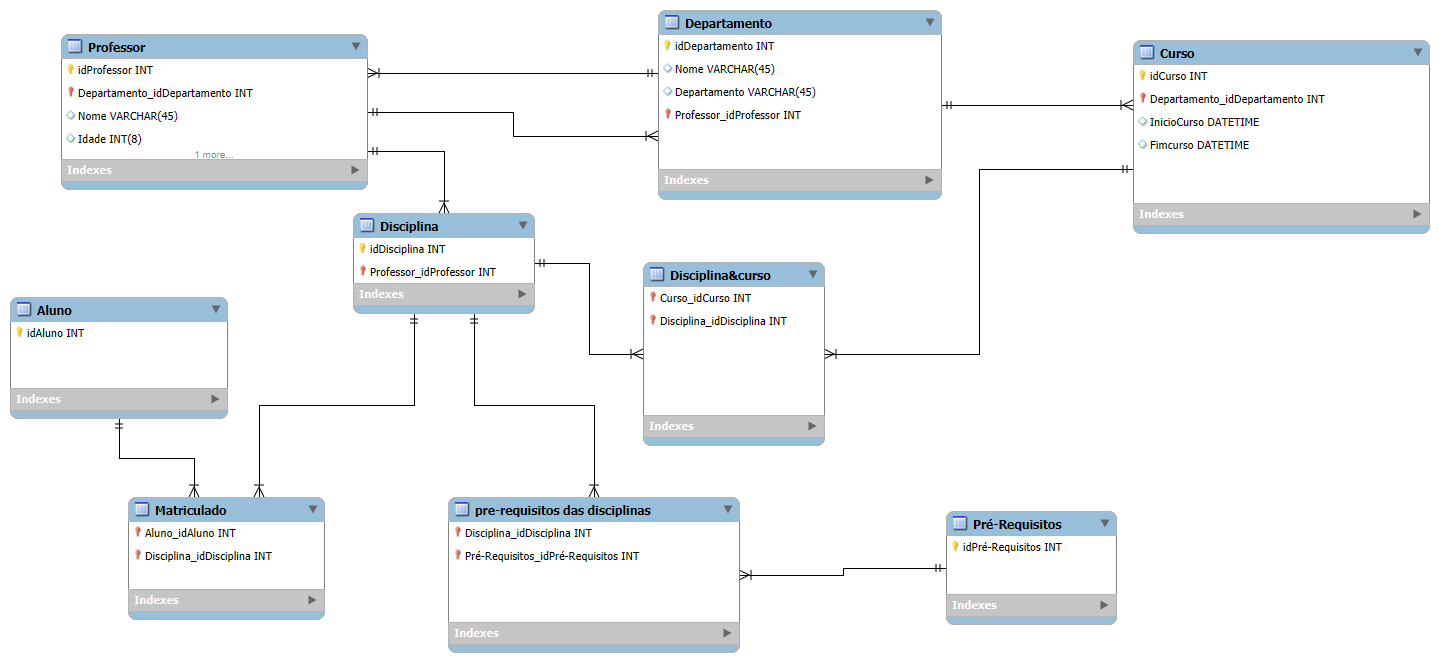 Professor
idProfessor INT
Departamento_idDepartamento INT
Nome VARCHAR(45)
Idade INT(8)
1 more...
Indexes
Departamento
idDepartamento INT
Nome VARCHAR(45)
Departamento VARCHAR(45)
Professor_idProfessor INT
Indexes
Curso
idCurso INT
Departamento_idDepartamento INT
InicioCurso DATETIME
Fimcurso DATETIME
Indexes
Disciplina
idDisciplina INT
Professor_idProfessor INT
Indexes
Disciplina&curso
Curso_idCurso INT
Disciplina_idDisciplina INT
Indexes
Aluno
idAluno INT
Indexes
Matriculado
Aluno_idAluno INT
Disciplina_idDisciplina INT
Indexes
pre-requisitos das disciplinas
Disciplina_idDisciplina INT
Pré-Requisitos_idPré-Requisitos INT
Indexes
Pré-Requisitos
idPré-Requisitos INT
Indexes